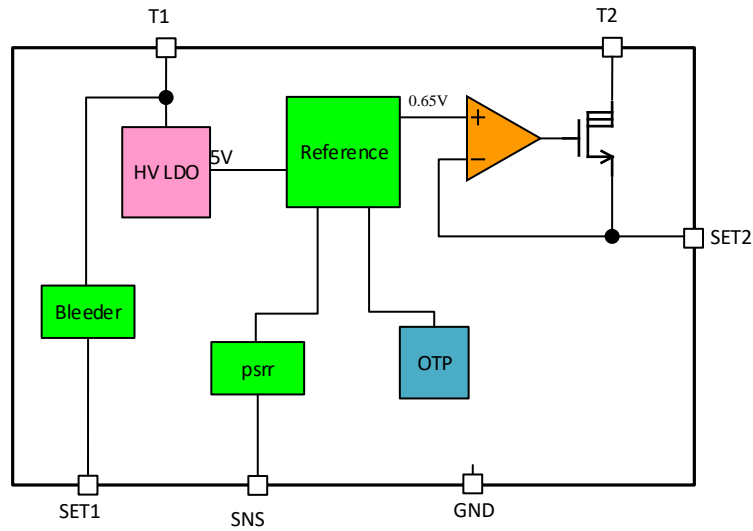 T1
T2
0.65V
+
Reference
5V
HV LDO
−
SET2
Bleeder
psrr
OTP
SET1
SNS
GND